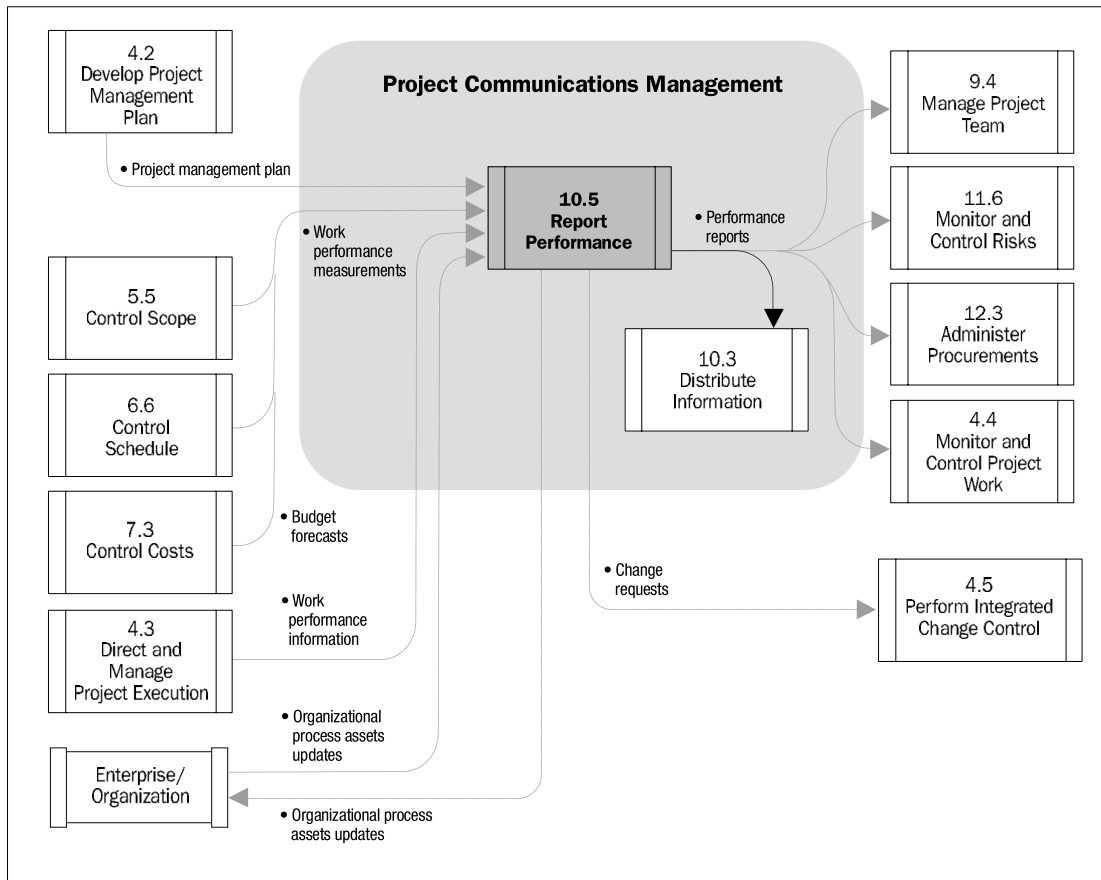 4.2
Develop Project
Management
Plan
Project Communications Management
9.4
Manage Project
Team
• Project management plan
10.5
Report
Performance
• Performance
reports
11.6
Monitor and
Control Risks
• Work
performance
measurements
5.5
Control Scope
12.3
Administer
Procurements
10.3
Distribute
Information
6.6
Control
Schedule
4.4
Monitor and
Control Project
Work
7.3
Control Costs
• Budget
forecasts
• Change
requests
4.5
Perform Integrated
Change Control
• Work
performance
information
4.3
Direct and
Manage
Project Execution
• Organizational
process assets
updates
Enterprise/
Organization
• Organizational process
assets updates